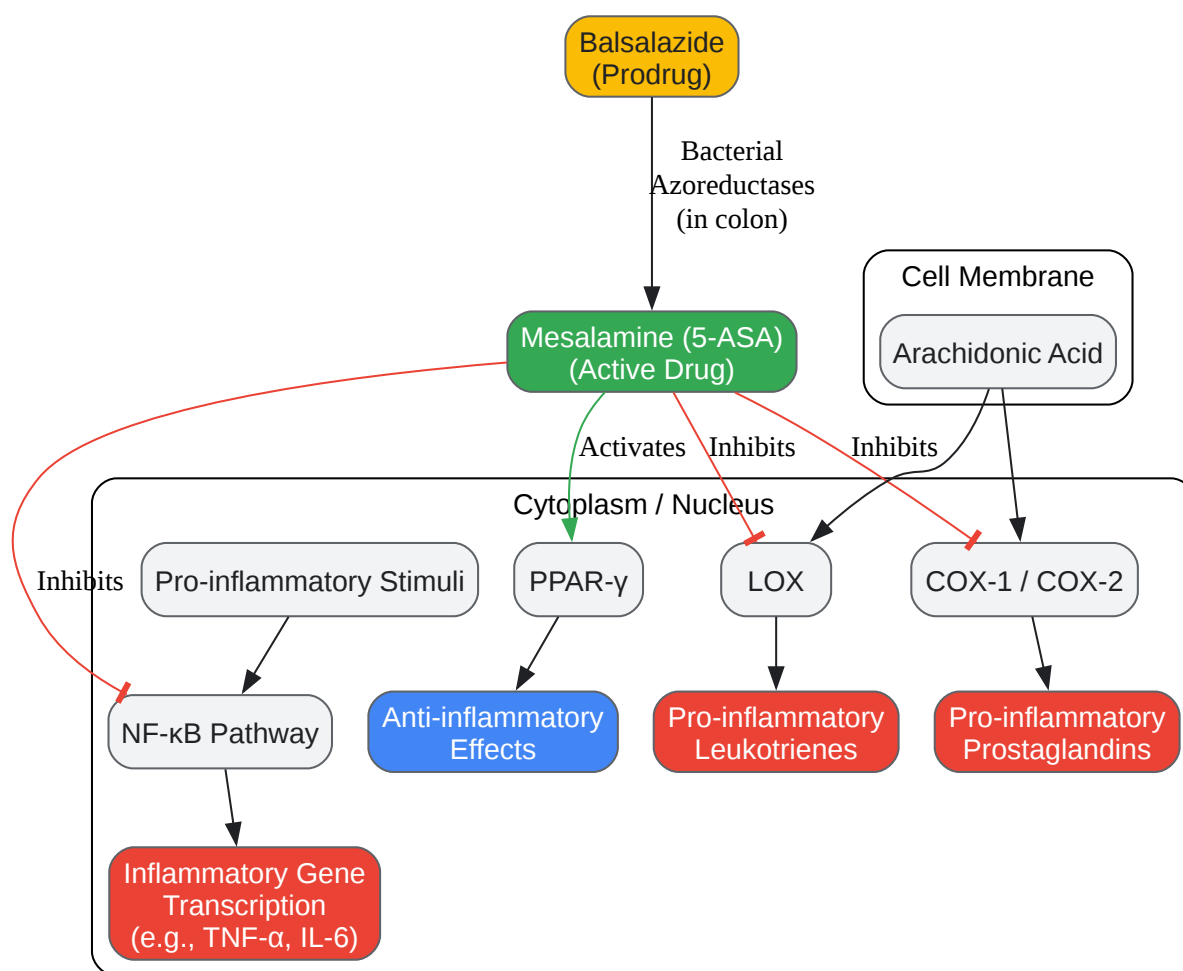 Balsalazide
(Prodrug)
Bacterial
Azoreductases
(in colon)
Cell Membrane
Arachidonic Acid
Mesalamine (5-ASA)
(Active Drug)
Activates
Inhibits
Inhibits
Cytoplasm / Nucleus
Inhibits
Pro-inflammatory Stimuli
PPAR-γ
LOX
COX-1 / COX-2
NF-κB Pathway
Anti-inflammatory
Effects
Pro-inflammatory
Leukotrienes
Pro-inflammatory
Prostaglandins
Inflammatory Gene
Transcription
(e.g., TNF-α, IL-6)